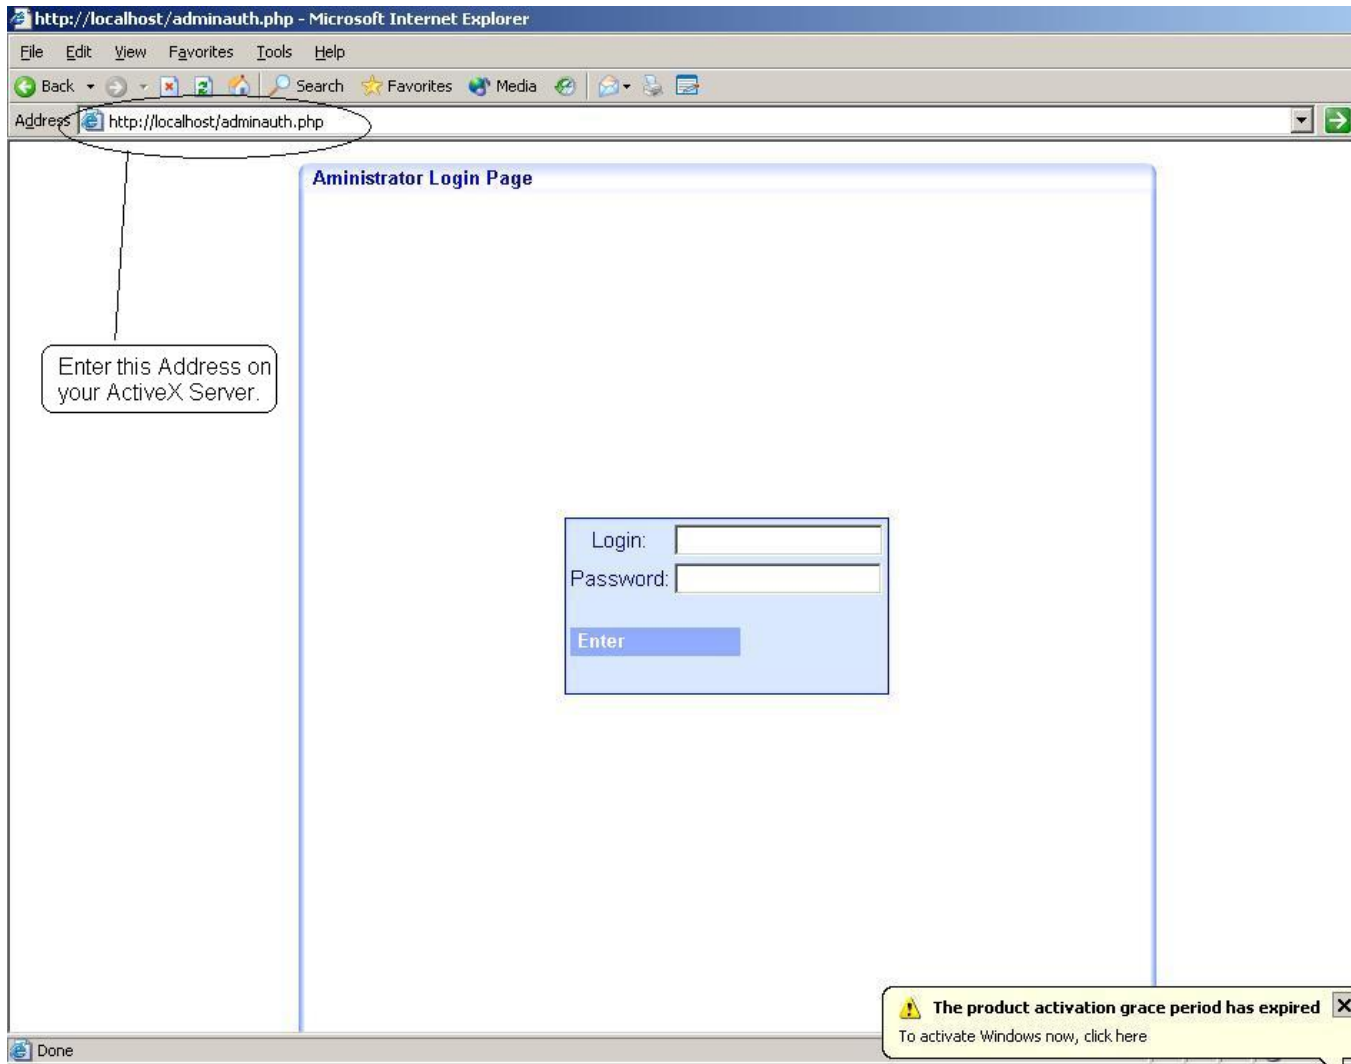 http://localhost/adminauth.php - Microsoft Internet Explorer
File Edit View Favorites Tools Help
Back Search Favorites Media
Address http://localhost/adminauth.php
Aministrator Login Page
Enter this Address on
your ActiveX Server.
Login:
Password:
Enter
The product activation grace period has expired
To activate Windows now, click here
Done